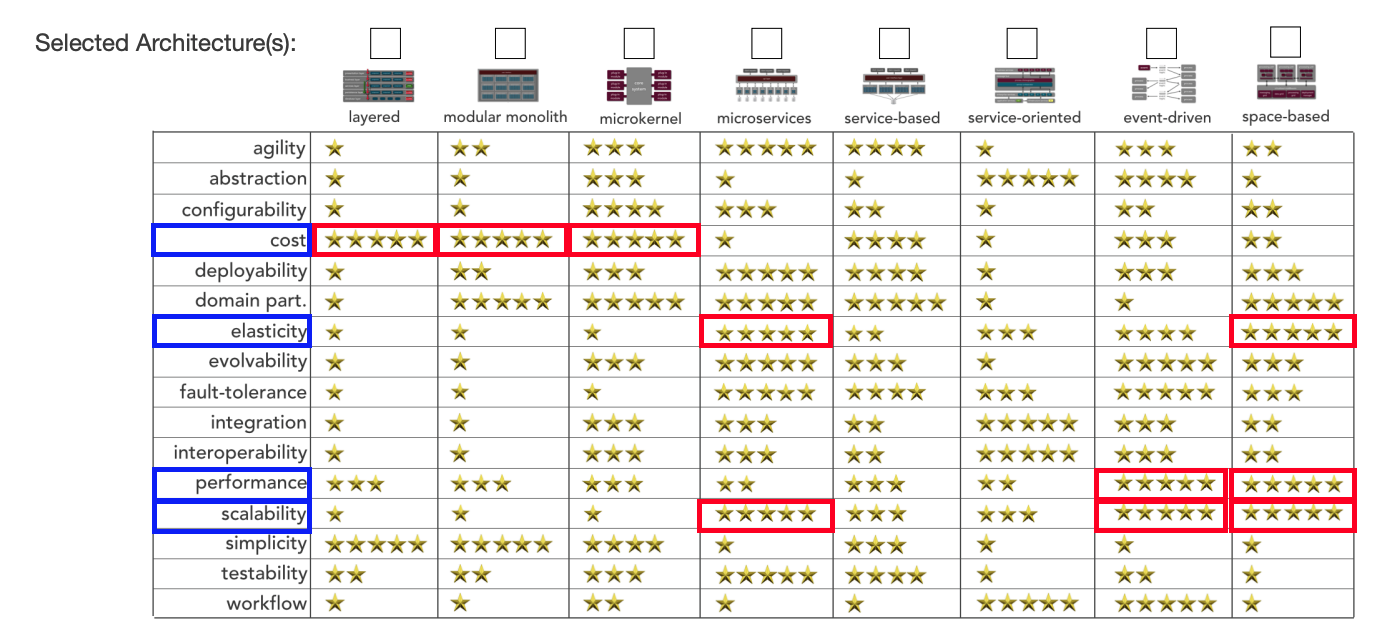 Selected Architecture(s):
layered modular monolith microkernel microservices service-based service-oriented event-driven space-based
agility
abstraction
configurability
cost
deployability
domain part.
elasticity
evolvability
fault-tolerance
integration
interoperability
performance
scalability
simplicity
testability
workflow